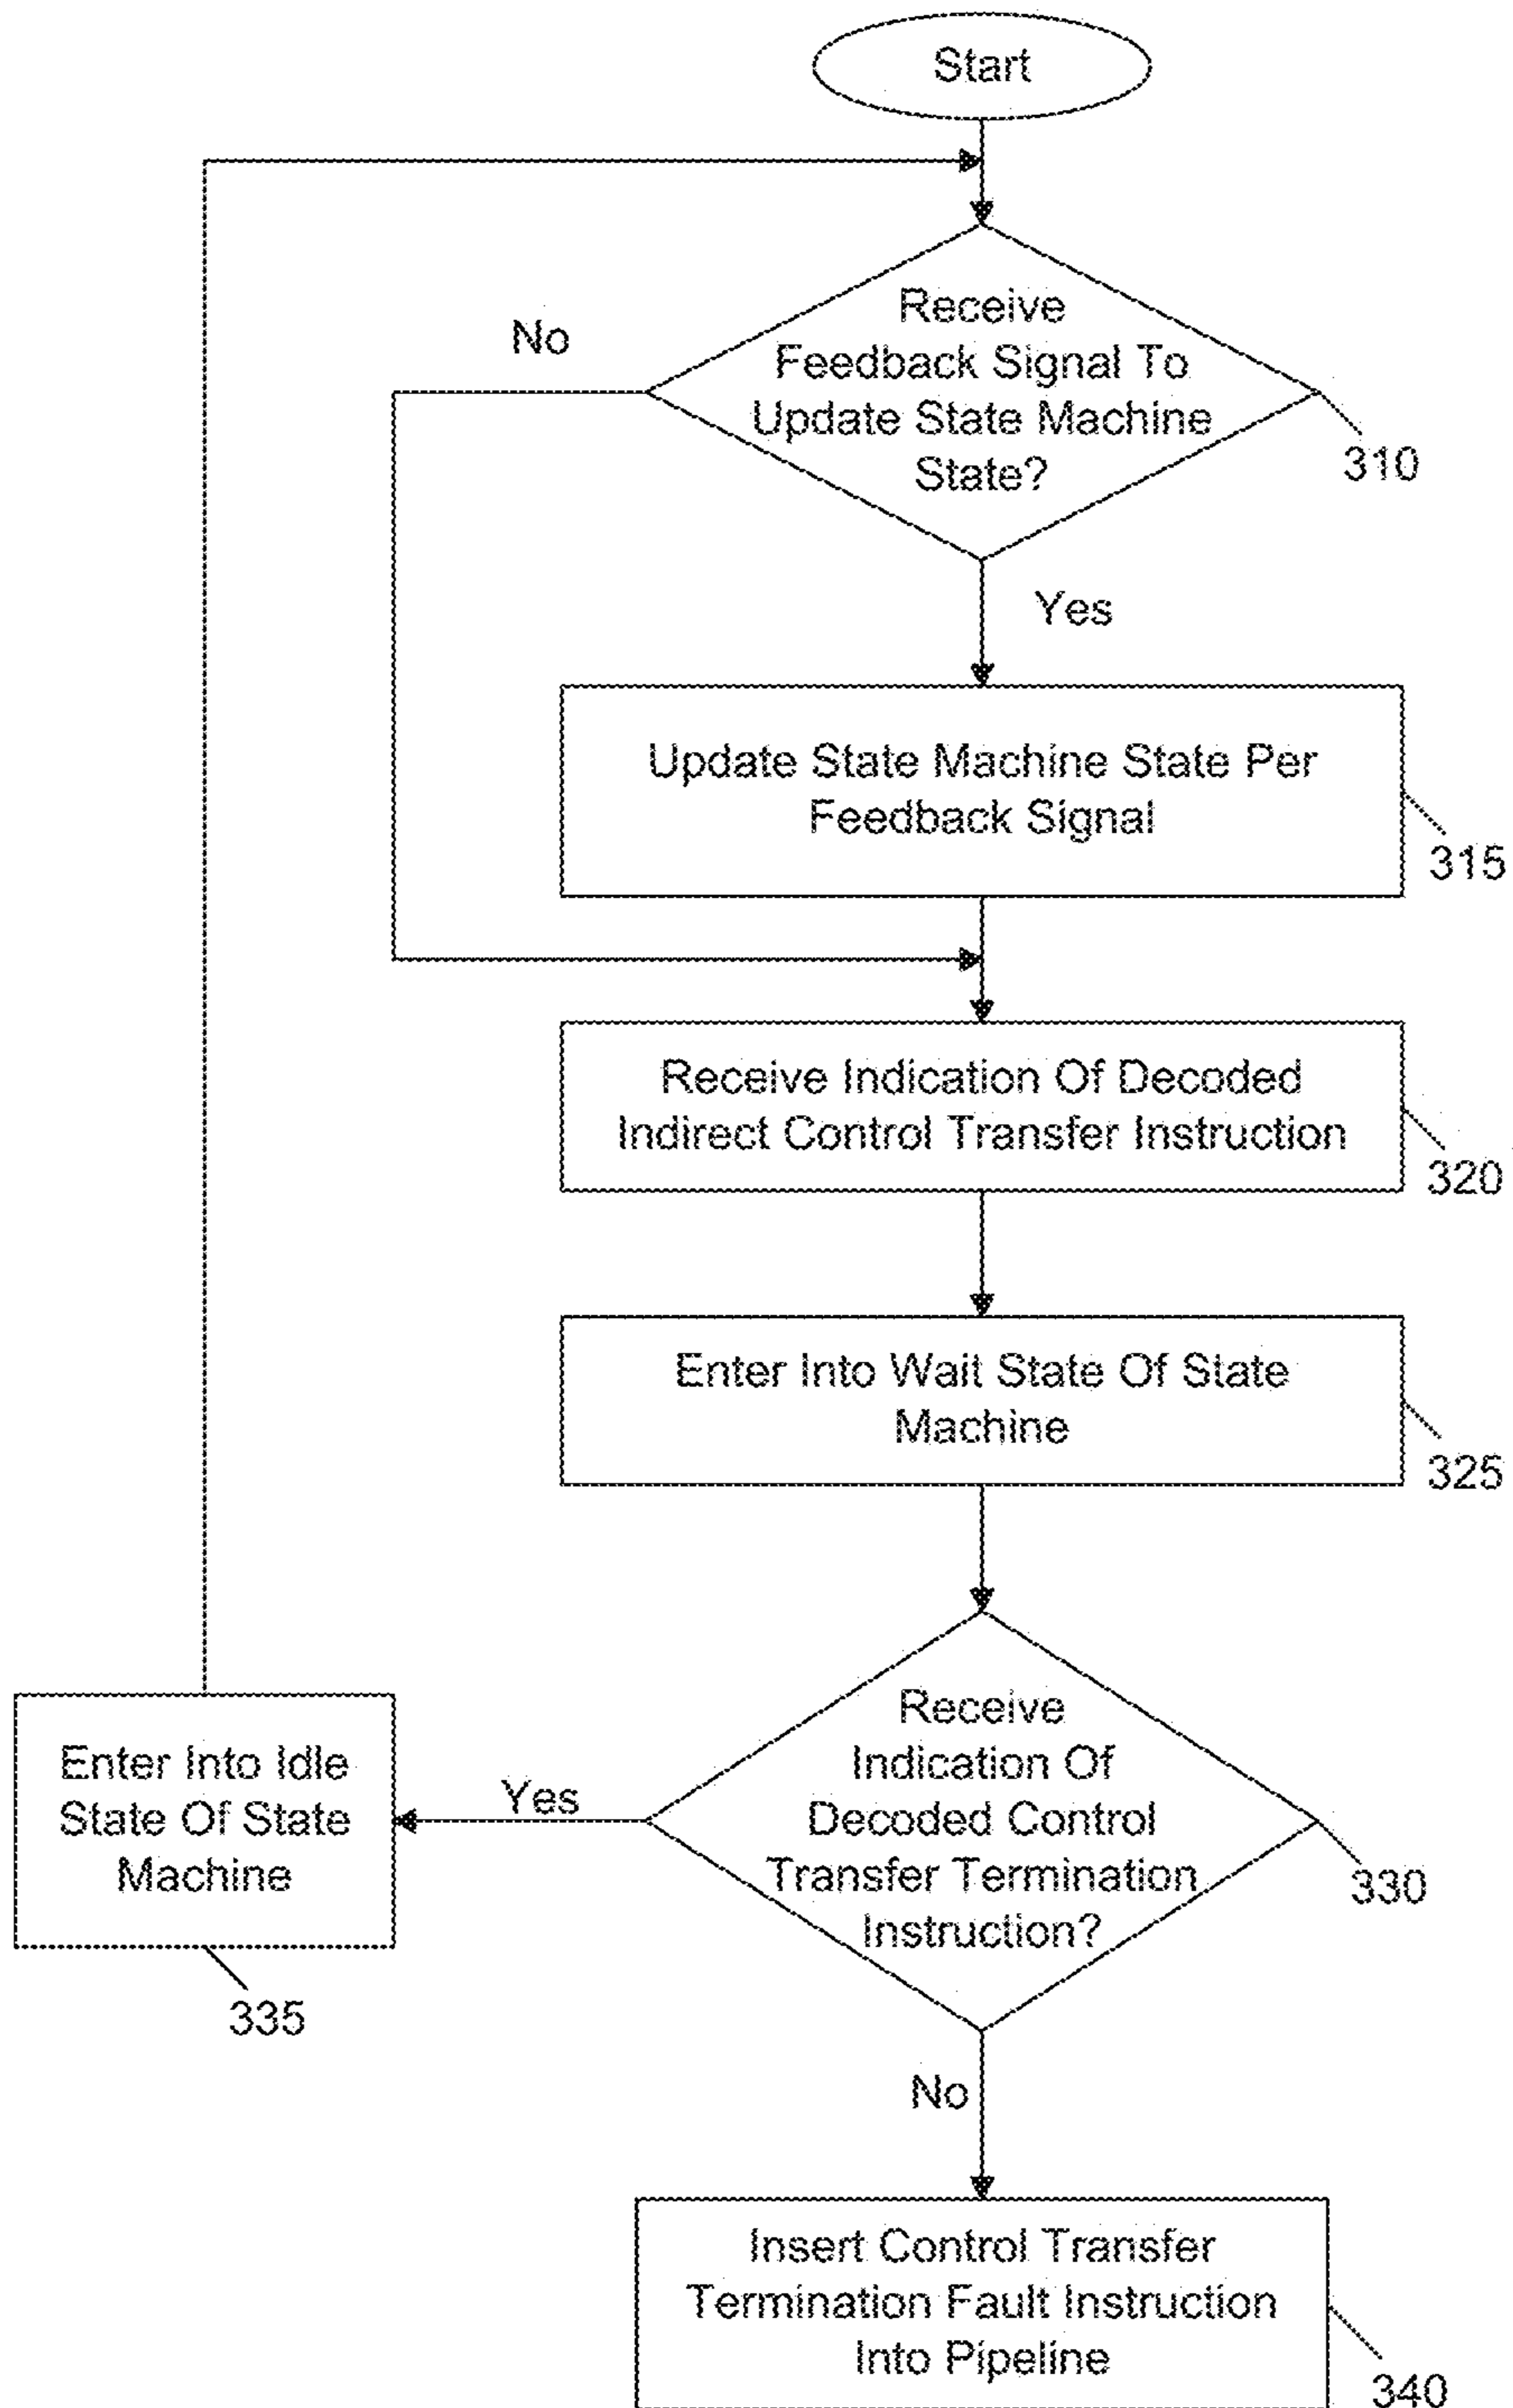 Start
Receive
Feedback Signal To
Update State Machine
State?
310
No
Yes
Update State Machine State Per
Feedback Signal
315
Receive Indication Of Decoded
Indirect Control Transfer Instruction
320
Enter Into Wait State Of State
Machine
325
Receive
Indication Of
Decoded Control
Transfer Termination
Instruction?
330
Yes
Enter Into Idle
State Of State
Machine
335
No
Insert Control Transfer
Termination Fault Instruction
Into Pipeline
340